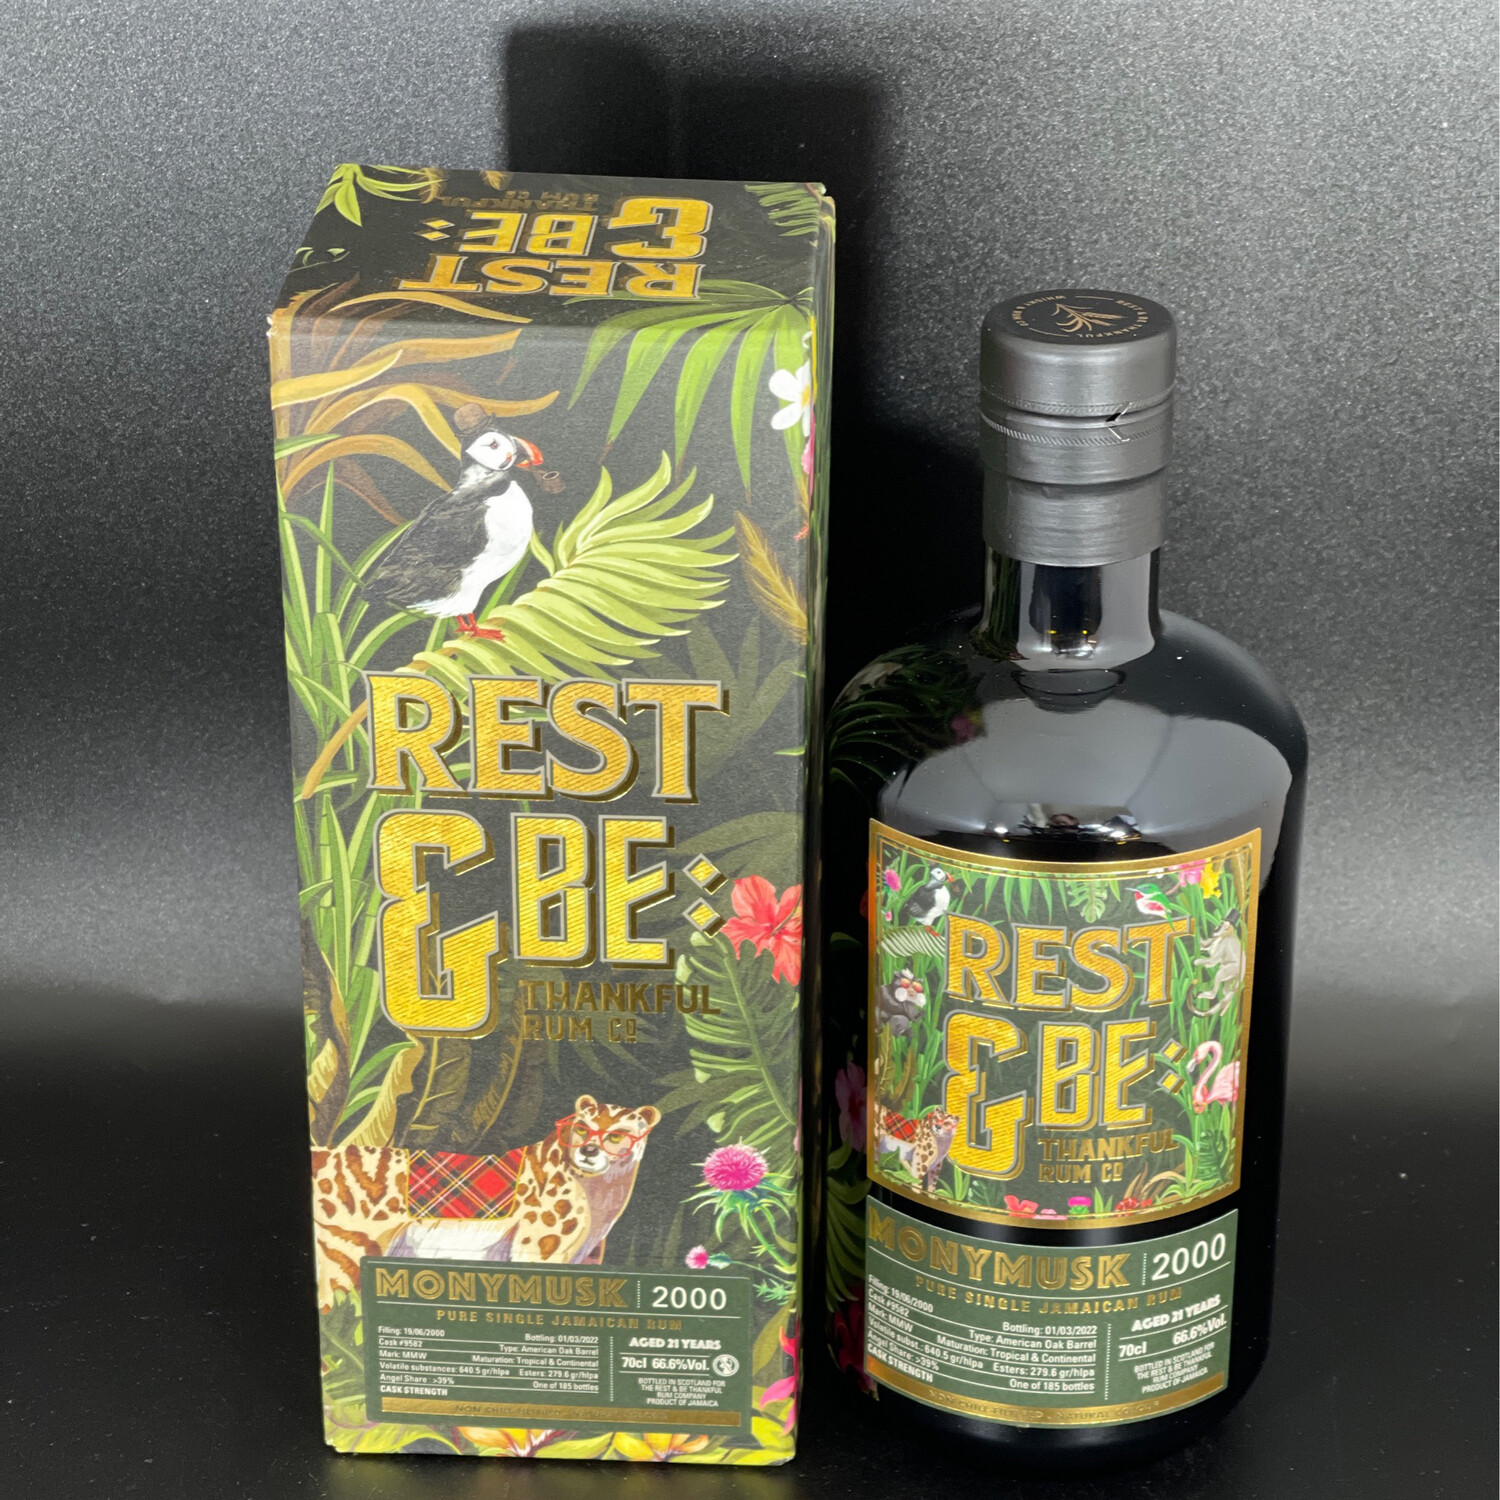 REST
& BE:
THANKFUL
RUM CO
REST
& BE:
THANKFUL
RUM CO
MONYMUSK 2000
PURE SINGLE JAMAICAN RUM
Filling: 19/06/2000 Bottling: 01/03/2022
Cask #9582 Type: American Oak Barrel
Mark: MMW Maturation: Tropical & Continental
Volatile substances: 640.5 gr/hlpa Esters: 279.6 gr/hlpa
Angel Share: >39% One of 185 bottles
CASK STRENGTH
AGED 21 YEARS
70cl 66.6%Vol.
BOTTLED IN SCOTLAND FOR
THE REST & BE THANKFUL
RUM COMPANY
PRODUCT OF JAMAICA
REST
& BE:
THANKFUL
RUM CO
MONYMUSK 2000
PURE SINGLE JAMAICAN RUM
Filling: 19/06/2000 Bottling: 01/03/2022
Cask #9582 Type: American Oak Barrel
Mark: MMW Maturation: Tropical & Continental
Volatile subst.: 640.5 gr/hlpa Esters: 279.6 gr/hlpa
Angel Share: >39% One of 185 bottles
CASK STRENGTH
AGED 21 YEARS
70cl 66.6%Vol.
BOTTLED IN SCOTLAND FOR
THE REST & BE THANKFUL
RUM COMPANY
PRODUCT OF JAMAICA